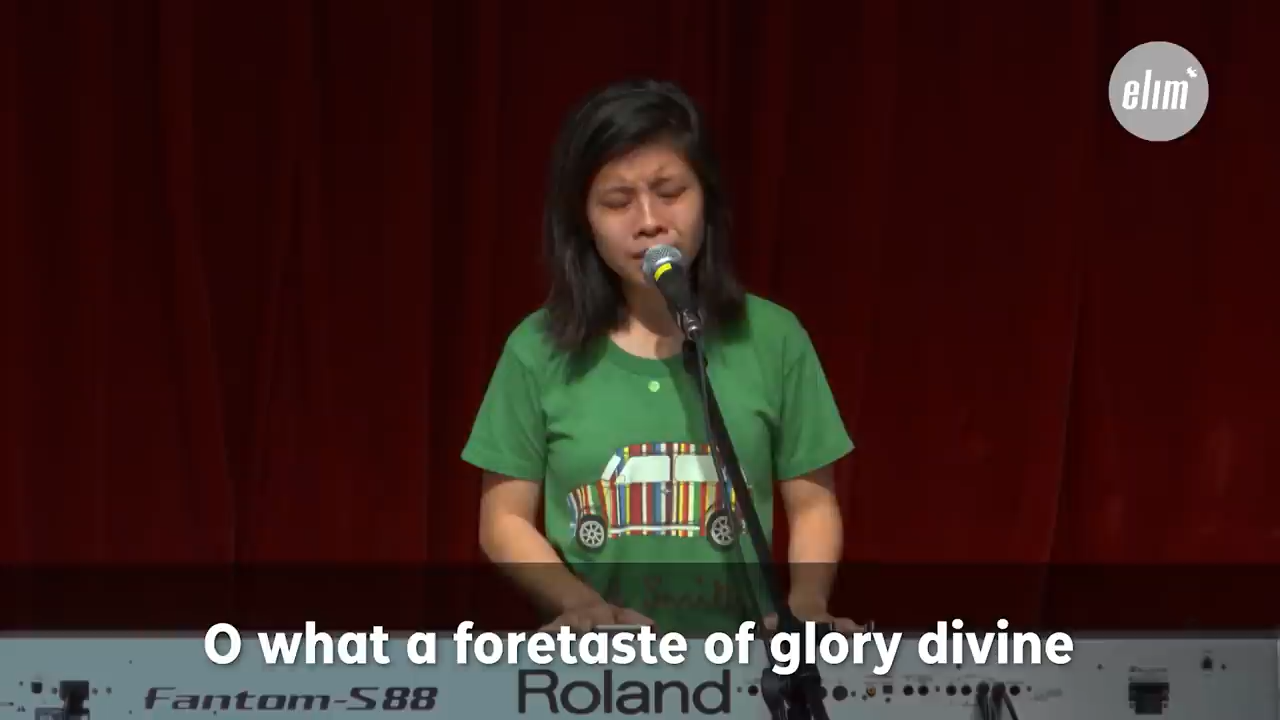 elim
O what a foretaste of glory divine
Fantom-S88
Roland